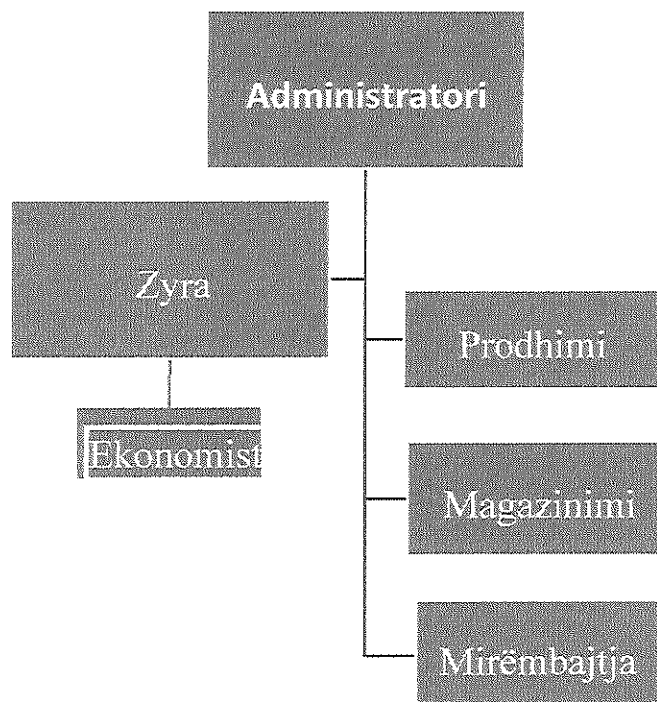 Administratori
Zyra
Prodhimi
Ekonomist
Magazinimi
Mirëmbajtja